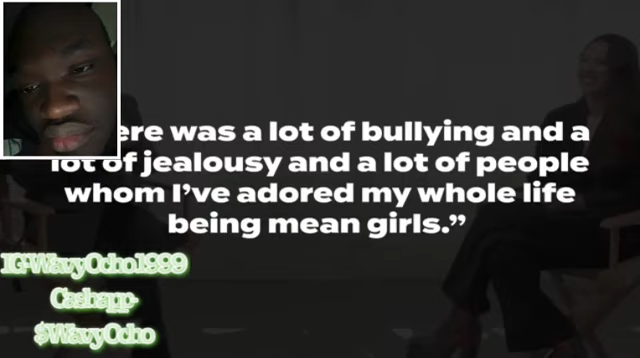 ere was a lot of bullying and a
lot of jealousy and a lot of people
whom I’ve adored my whole life
being mean girls.”
IG-WavyOcho1999
Cashapp-
$WavyOcho